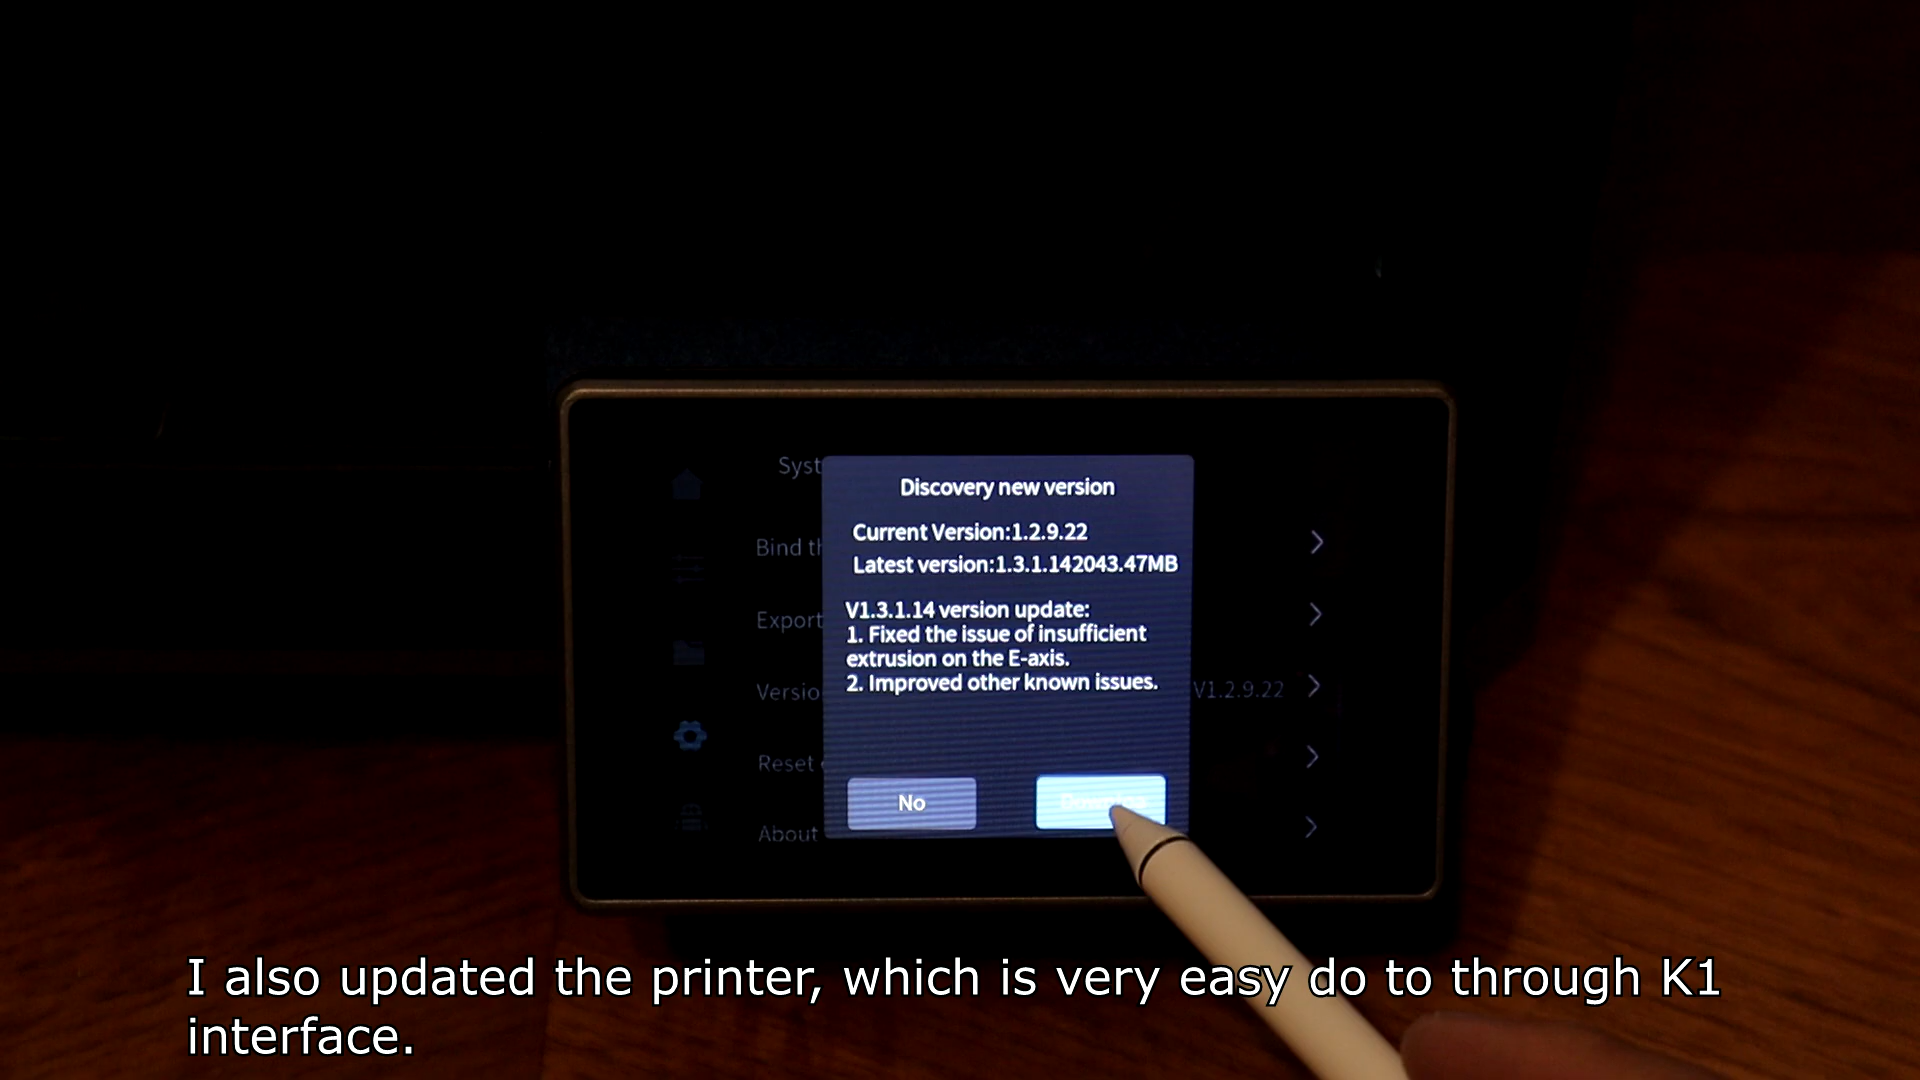 Syst
Discovery new version
Current Version:1.2.9.22
Latest version:1.3.1.142043.47MB
Bind th
V1.3.1.14 version update:
1. Fixed the issue of insufficient
extrusion on the E-axis.
2. Improved other known issues.
Export
Versio
V1.2.9.22
Reset
No
About
I also updated the printer, which is very easy do to through K1
interface.